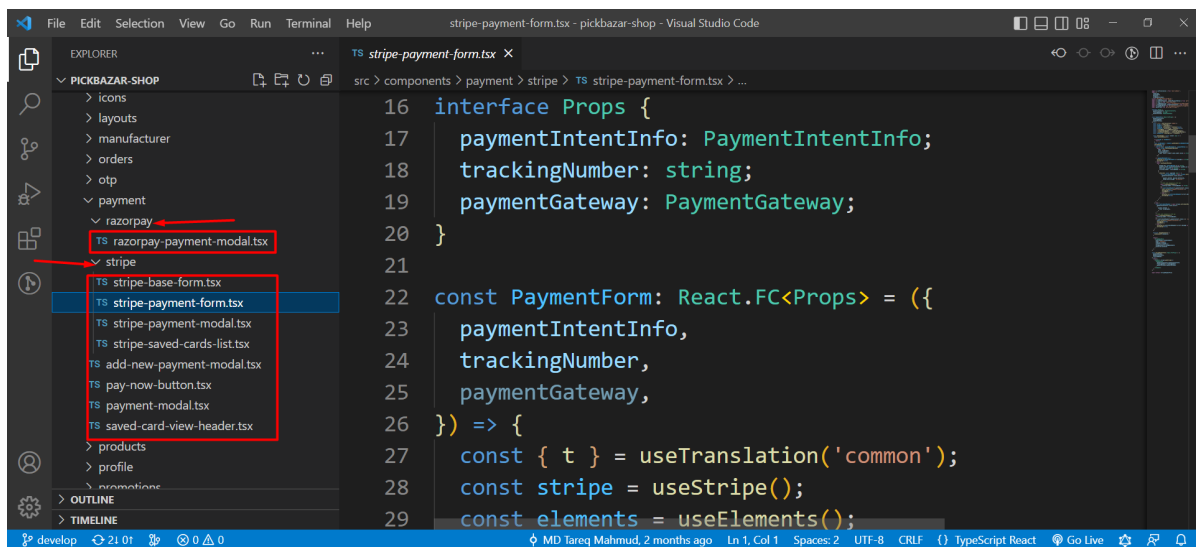 File Edit Selection View Go Run Terminal Help stripe-payment-form.tsx - pickbazar-shop - Visual Studio Code
EXPLORER
PICKBAZAR-SHOP
icons
layouts
manufacturer
orders
otp
payment
razorpay
TS razorpay-payment-modal.tsx
stripe
TS stripe-base-form.tsx
TS stripe-payment-form.tsx
TS stripe-payment-modal.tsx
TS stripe-saved-cards-list.tsx
TS add-new-payment-modal.tsx
TS pay-now-button.tsx
TS payment-modal.tsx
TS saved-card-view-header.tsx
products
profile
promotions
OUTLINE
TIMELINE
TS stripe-payment-form.tsx
src > components > payment > stripe > TS stripe-payment-form.tsx > ...
16 interface Props {
17 paymentIntentInfo: PaymentIntentInfo;
18 trackingNumber: string;
19 paymentGateway: PaymentGateway;
20 }
21
22 const PaymentForm: React.FC<Props> = ({
23 paymentIntentInfo,
24 trackingNumber,
25 paymentGateway,
26 }) => {
27 const { t } = useTranslation('common');
28 const stripe = useStripe();
29 const elements = useElements();
develop 2↓ 0↑ 0 0 MD Tareq Mahmud, 2 months ago Ln 1, Col 1 Spaces: 2 UTF-8 CRLF {} TypeScript React Go Live